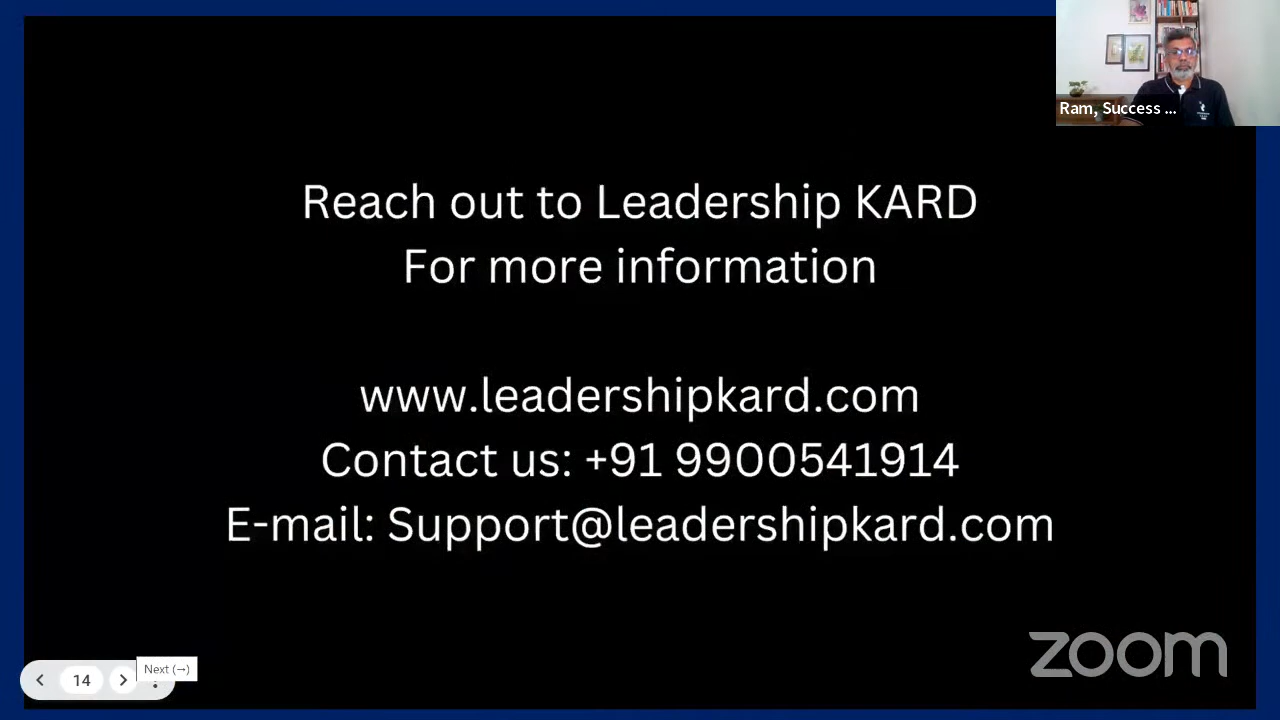 Ram, Success ...
Reach out to Leadership KARD
For more information
www.leadershipkard.com
Contact us: +91 9900541914
E-mail: Support@leadershipkard.com
zoom
Next (→)
14